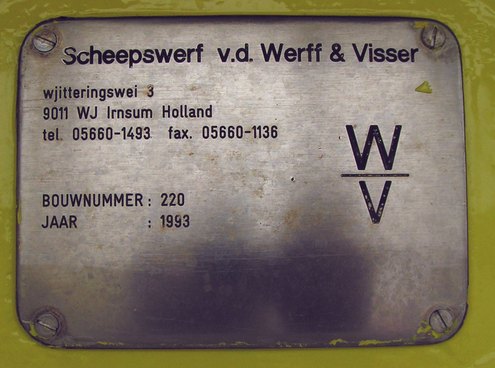 Scheepswerf v.d. Werff & Visser
wjitteringswei 3
9011 WJ Irnsum Holland
tel. 05660-1493 fax. 05660-1136
W
V
BOUWNUMMER : 220
JAAR : 1993